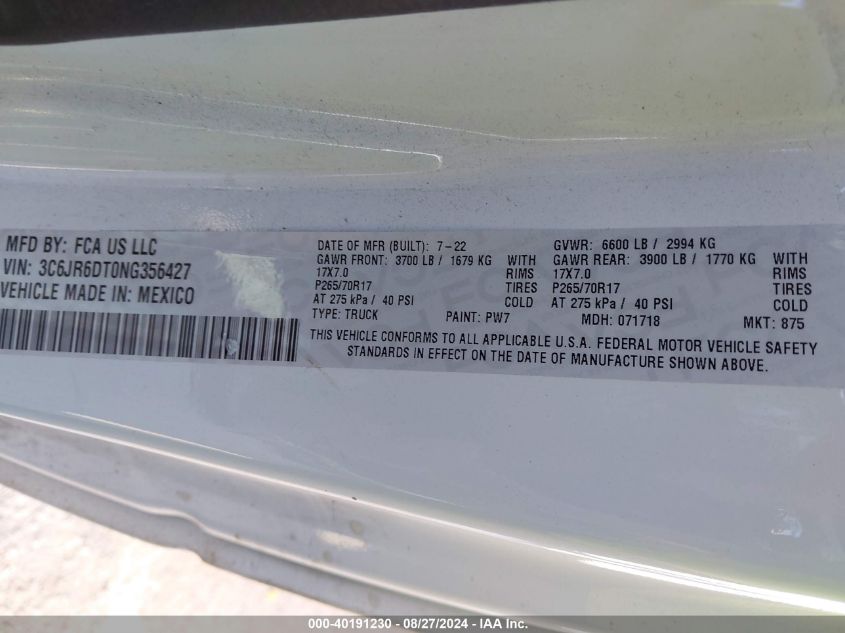 MFD BY: FCA US LLC
VIN: 3C6JR6DT0NG356427
VEHICLE MADE IN: MEXICO
DATE OF MFR (BUILT): 7-22 GVWR: 6600 LB / 2994 KG
GAWR FRONT: 3700 LB / 1679 KG WITH GAWR REAR: 3900 LB / 1770 KG WITH
17X7.0 RIMS 17X7.0 RIMS
P265/70R17 TIRES P265/70R17 TIRES
AT 275 kPa / 40 PSI COLD AT 275 kPa / 40 PSI COLD
TYPE: TRUCK PAINT: PW7 MDH: 071718 MKT: 875
THIS VEHICLE CONFORMS TO ALL APPLICABLE U.S.A. FEDERAL MOTOR VEHICLE SAFETY
STANDARDS IN EFFECT ON THE DATE OF MANUFACTURE SHOWN ABOVE.
000-40191230 - 08/27/2024 - IAA Inc.